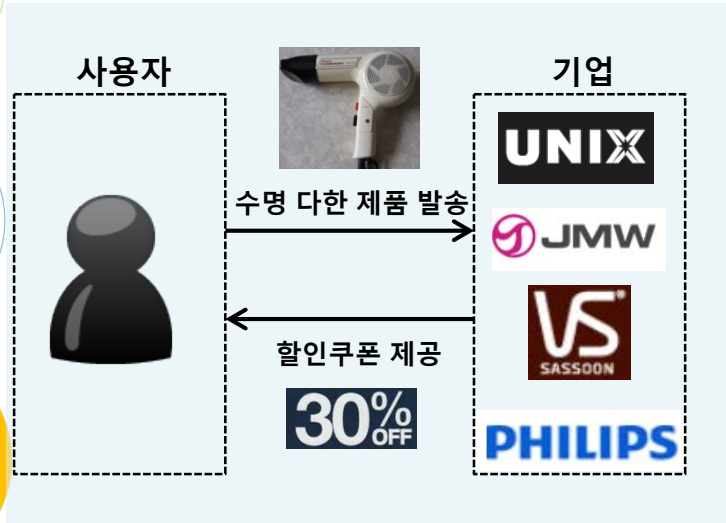 사용자
기업
수명 다한 제품 발송
할인쿠폰 제공
30% OFF
UNIX
JMW
VS®
SASSOON
PHILIPS